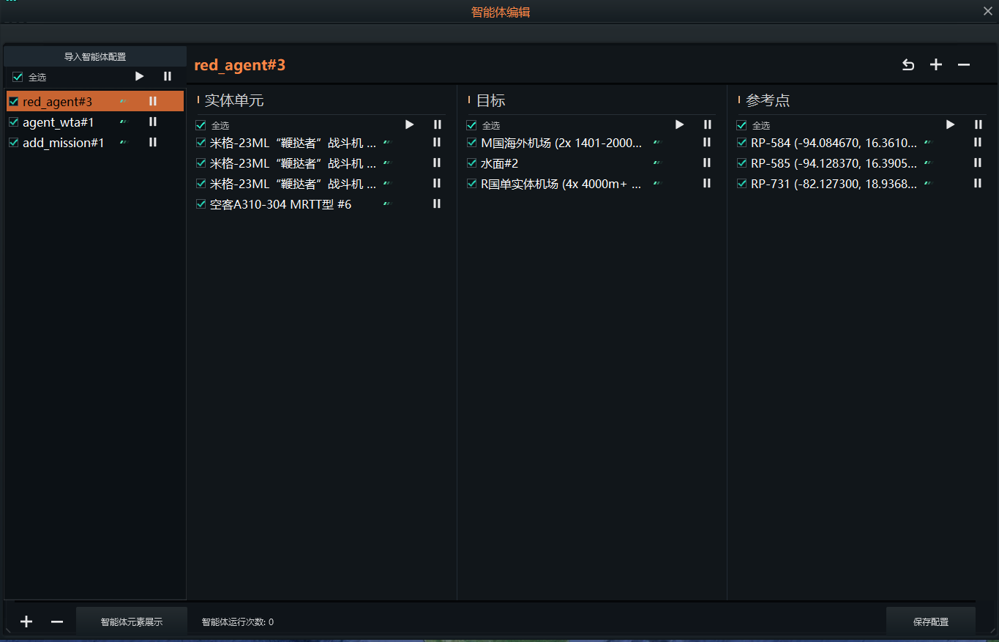 智能体编辑
导入智能体配置
全选
red_agent#3
agent_wta#1
add_mission#1
red_agent#3
实体单元
全选
米格-23ML“鞭挞者”战斗机 ...
米格-23ML“鞭挞者”战斗机 ...
米格-23ML“鞭挞者”战斗机 ...
空客A310-304 MRTT型 #6
目标
全选
M国海外机场 (2x 1401-2000...
水面#2
R国单实体机场 (4x 4000m+ ...
参考点
全选
RP-584 (-94.084670, 16.3610...
RP-585 (-94.128370, 16.3905...
RP-731 (-82.127300, 18.9368...
智能体元素展示
智能体运行次数: 0
保存配置